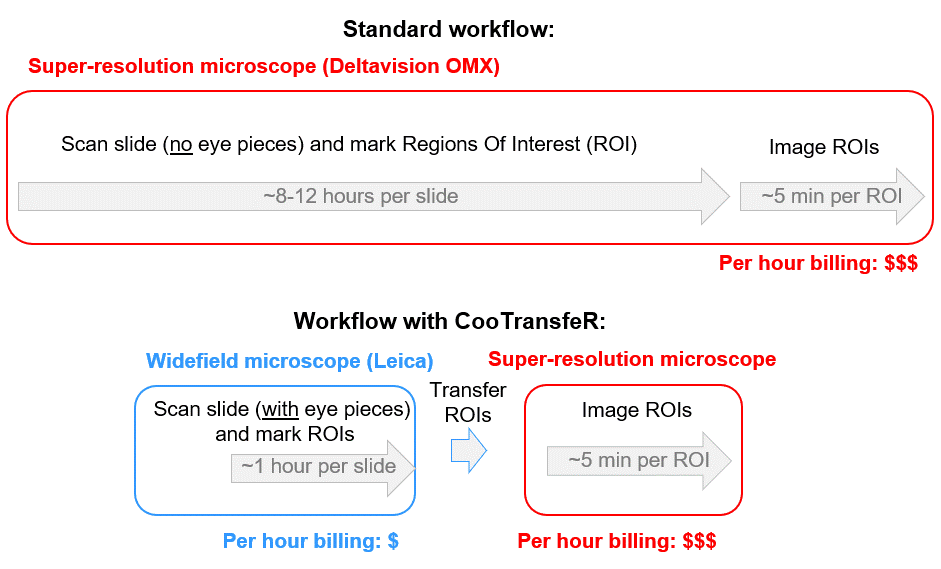 Standard workflow:
Super-resolution microscope (Deltavision OMX)
Scan slide (no eye pieces) and mark Regions Of Interest (ROI)
Image ROIs
~8-12 hours per slide
~5 min per ROI
Per hour billing: $$$
Workflow with CooTransfeR:
Widefield microscope (Leica)
Super-resolution microscope
Scan slide (with eye pieces)
and mark ROIs
~1 hour per slide
Transfer
ROIs
Image ROIs
~5 min per ROI
Per hour billing: $
Per hour billing: $$$